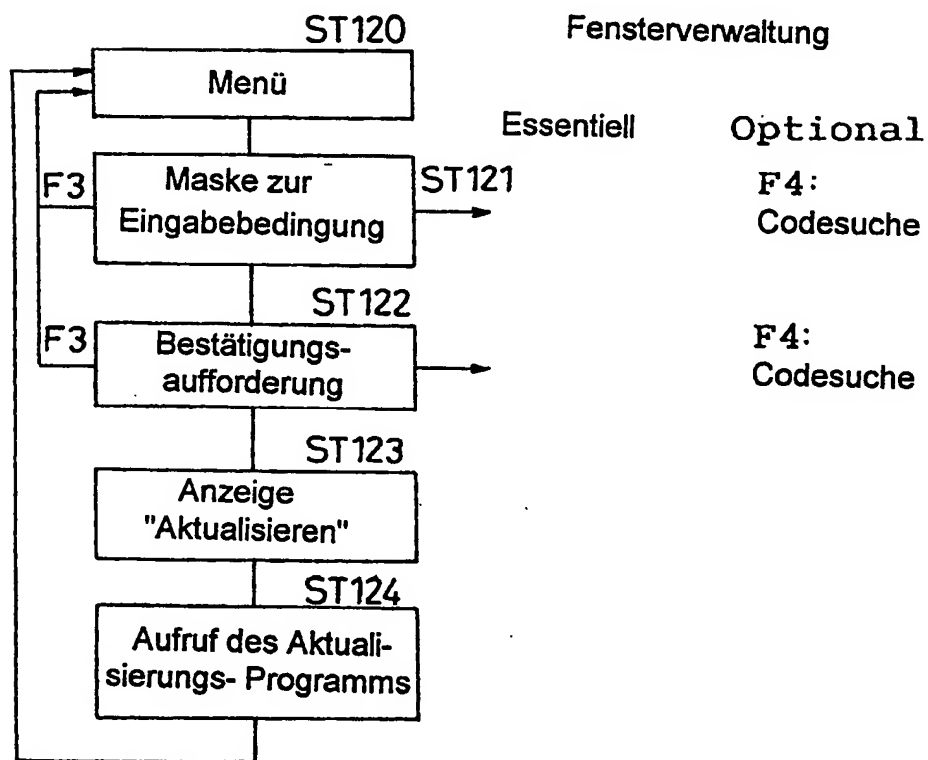 ST120
Fensterverwaltung
Menü
Essentiell
Optional
F3
Maske zur
Eingabebedingung
ST121
F4:
Codesuche
ST122
F3
Bestätigungs-
aufforderung
F4:
Codesuche
ST123
Anzeige
"Aktualisieren"
ST124
Aufruf des Aktuali-
sierungs- Programms